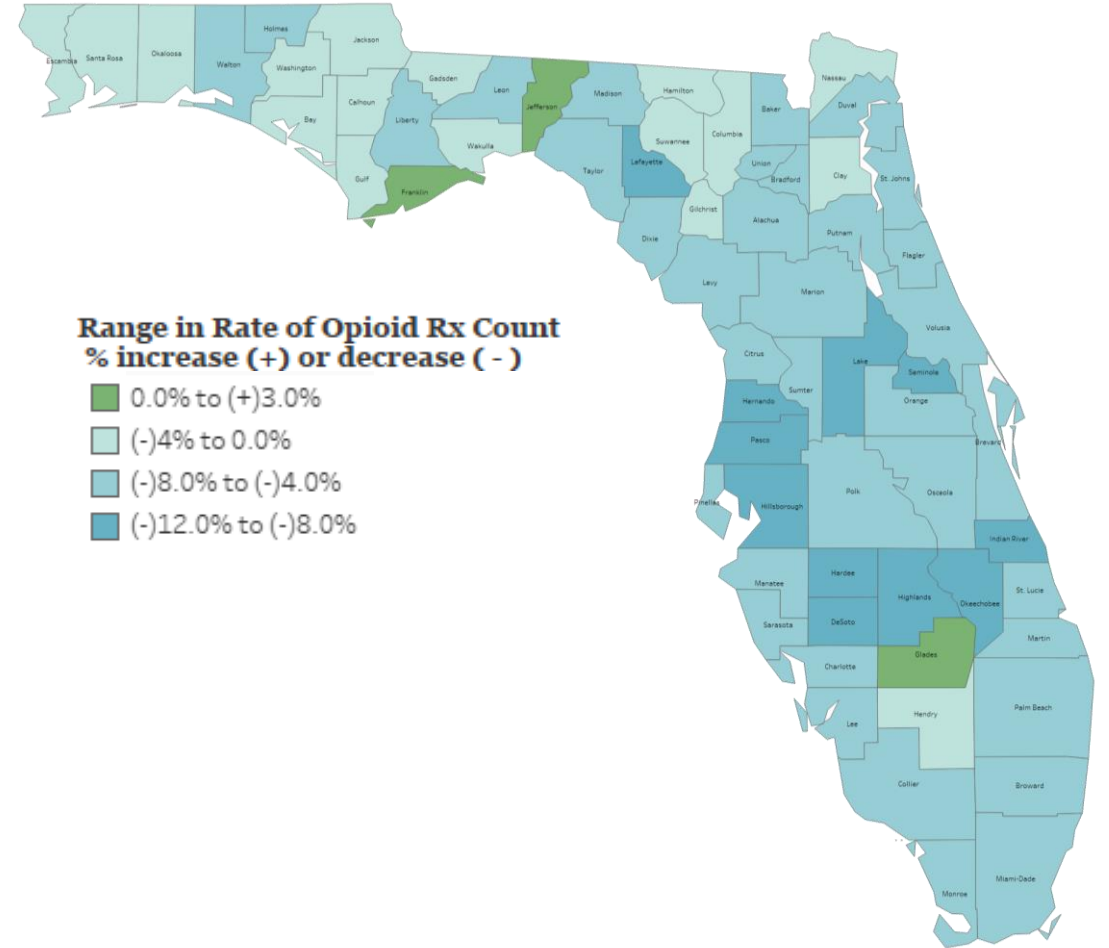 Holmes
Jackson
Escambia
Santa Rosa
Okaloosa
Walton
Washington
Calhoun
Bay
Gulf
Liberty
Gadsden
Leon
Wakulla
Franklin
Jefferson
Madison
Hamilton
Suwannee
Columbia
Taylor
Lafayette
Dixie
Gilchrist
Baker
Nassau
Duval
Union
Bradford
Clay
St. Johns
Alachua
Putnam
Flagler
Levy
Marion
Volusia
Range in Rate of Opioid Rx Count
% increase (+) or decrease ( - )
0.0% to (+)3.0%
(-)4% to 0.0%
(-)8.0% to (-)4.0%
(-)12.0% to (-)8.0%
Citrus
Sumter
Lake
Seminole
Orange
Hernando
Pasco
Brevard
Pinellas
Hillsborough
Polk
Osceola
Indian River
Manatee
Hardee
Highlands
Okeechobee
St. Lucie
Sarasota
DeSoto
Martin
Charlotte
Glades
Lee
Hendry
Palm Beach
Collier
Broward
Monroe
Miami-Dade